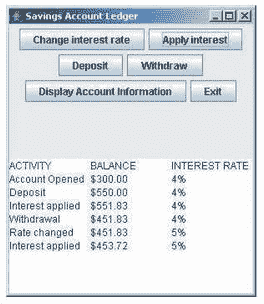 Savings Account Ledger
Change interest rate Apply interest
Deposit Withdraw
Display Account Information Exit
ACTIVITY BALANCE INTEREST RATE
Account Opened $300.00 4%
Deposit $550.00 4%
Interest applied $551.83 4%
Withdrawal $451.83 4%
Rate changed $451.83 5%
Interest applied $453.72 5%